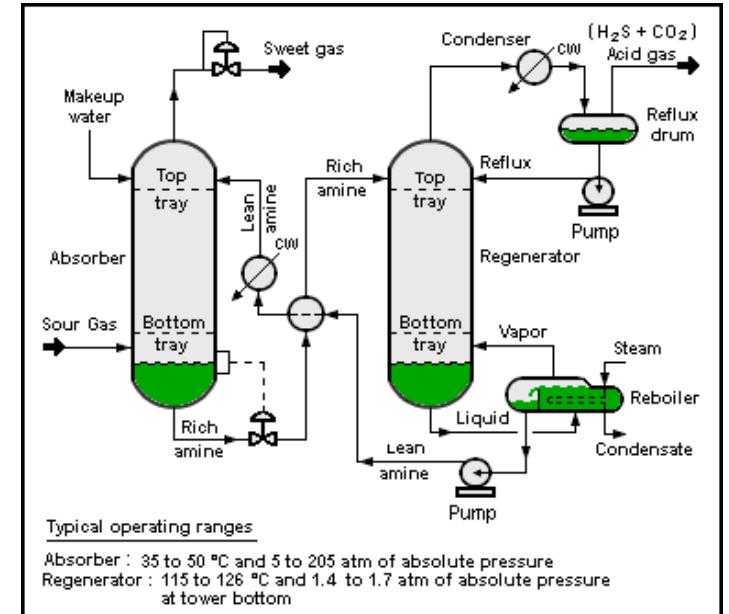 Sweet gas
Condenser
CW
(H₂S + CO₂)
Acid gas
Makeup
water
Reflux
drum
Top
tray
Rich
amine
Reflux
Top
tray
Lean
amine
CW
Pump
Absorber
Regenerator
Sour Gas
Bottom
tray
Bottom
tray
Vapor
Steam
Reboiler
Liquid
Rich
amine
Lean
amine
Condensate
Pump
Typical operating ranges
Absorber : 35 to 50 °C and 5 to 205 atm of absolute pressure
Regenerator : 115 to 126 °C and 1.4 to 1.7 atm of absolute pressure
at tower bottom